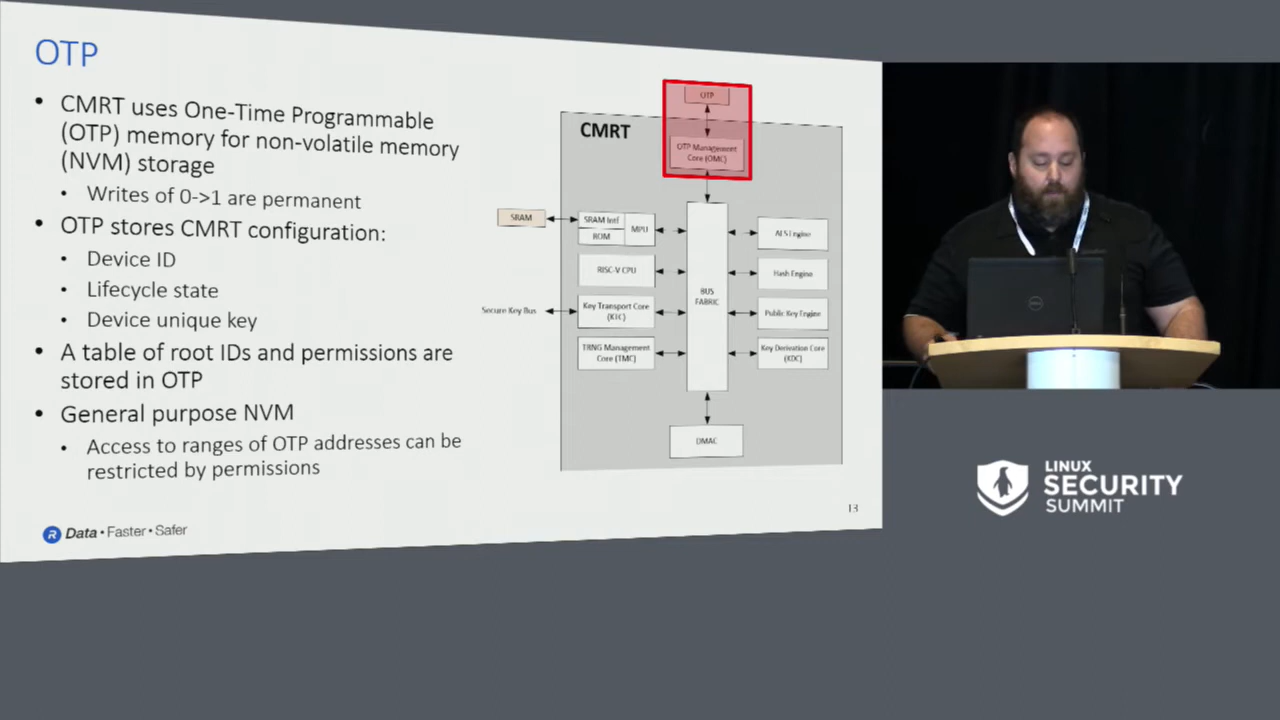 OTP
• CMRT uses One-Time Programmable
(OTP) memory for non-volatile memory
(NVM) storage
• Writes of 0->1 are permanent
• OTP stores CMRT configuration:
• Device ID
• Lifecycle state
• Device unique key
• A table of root IDs and permissions are
stored in OTP
• General purpose NVM
• Access to ranges of OTP addresses can be
restricted by permissions
OTP
CMRT
OTP Management
Core (OMC)
SRAM
SRAM Intf
ROM
MPU
AES Engine
RISC-V CPU
Hash Engine
BUS
FABRIC
Secure Key Bus
Key Transport Core
(KTC)
Public Key Engine
TRNG Management
Core (TMC)
Key Derivation Core
(KDC)
DMAC
R Data • Faster • Safer
13
DELL
LINUX
SECURITY
SUMMIT